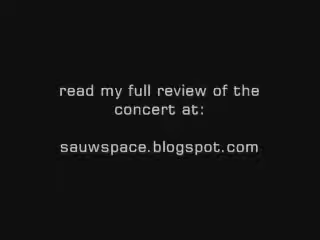 read my full review of the
concert at:
sauwspace.blogspot.com